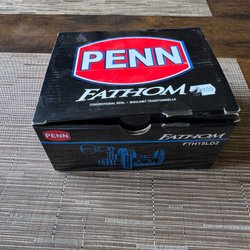 PENN
FATHOM
CONVENTIONAL REEL • MOULINET TRADITIONNELLE
PENN
FATHOM
FTH15LD2